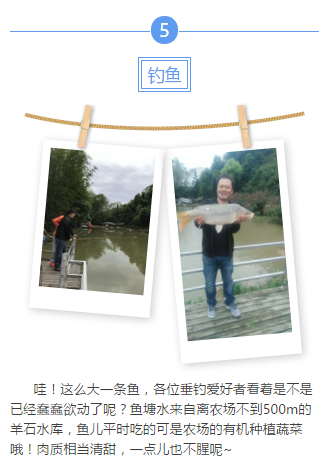 5
钓鱼
哇！这么大一条鱼，各位垂钓爱好者看着是不是
已经蠢蠢欲动了呢？鱼塘水来自离农场不到500m的
羊石水库，鱼儿平时吃的可是农场的有机种植蔬菜
哦！肉质相当清甜，一点儿也不腥呢~